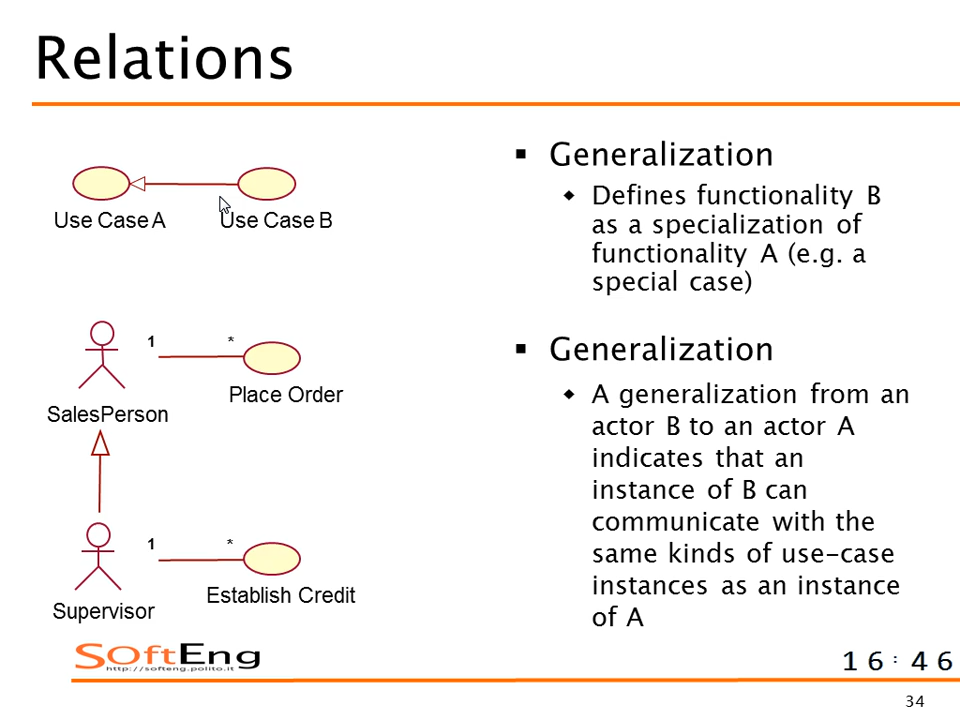 Relations
Use Case A
Use Case B
1
*
Place Order
SalesPerson
1
*
Establish Credit
Supervisor
▪ Generalization
◆ Defines functionality B
as a specialization of
functionality A (e.g. a
special case)
▪ Generalization
◆ A generalization from an
actor B to an actor A
indicates that an
instance of B can
communicate with the
same kinds of use-case
instances as an instance
of A
SOftEng
http://softeng.polito.it
16:46
34